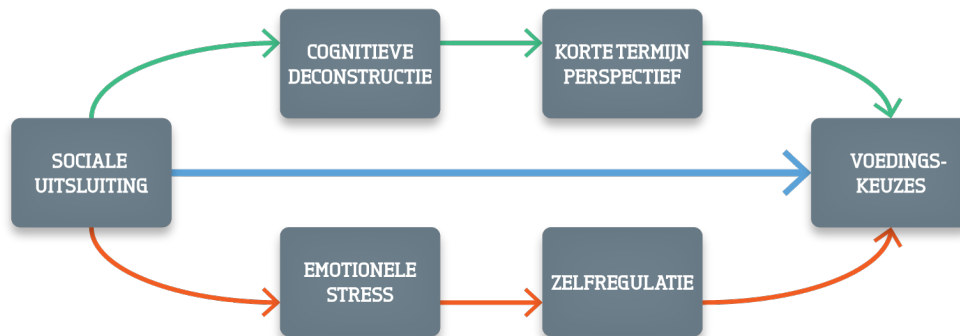 COGNITIEVE
DECONSTRUCTIE
KORTE TERMIJN
PERSPECTIEF
SOCIALE
UITSLUITING
VOEDINGS-
KEUZES
EMOTIONELE
STRESS
ZELFREGULATIE